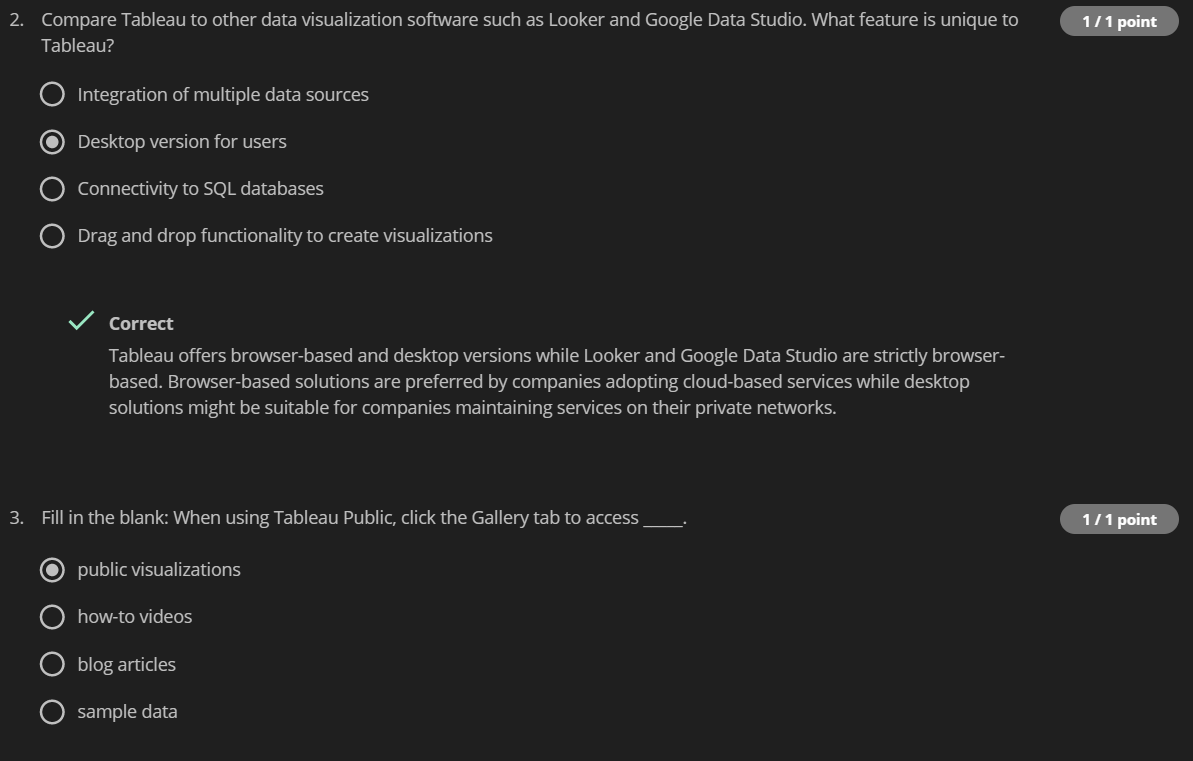 2. Compare Tableau to other data visualization software such as Looker and Google Data Studio. What feature is unique to
Tableau?
1 / 1 point
Integration of multiple data sources
Desktop version for users
Connectivity to SQL databases
Drag and drop functionality to create visualizations
Correct
Tableau offers browser-based and desktop versions while Looker and Google Data Studio are strictly browser-
based. Browser-based solutions are preferred by companies adopting cloud-based services while desktop
solutions might be suitable for companies maintaining services on their private networks.
3. Fill in the blank: When using Tableau Public, click the Gallery tab to access _____.
1 / 1 point
public visualizations
how-to videos
blog articles
sample data